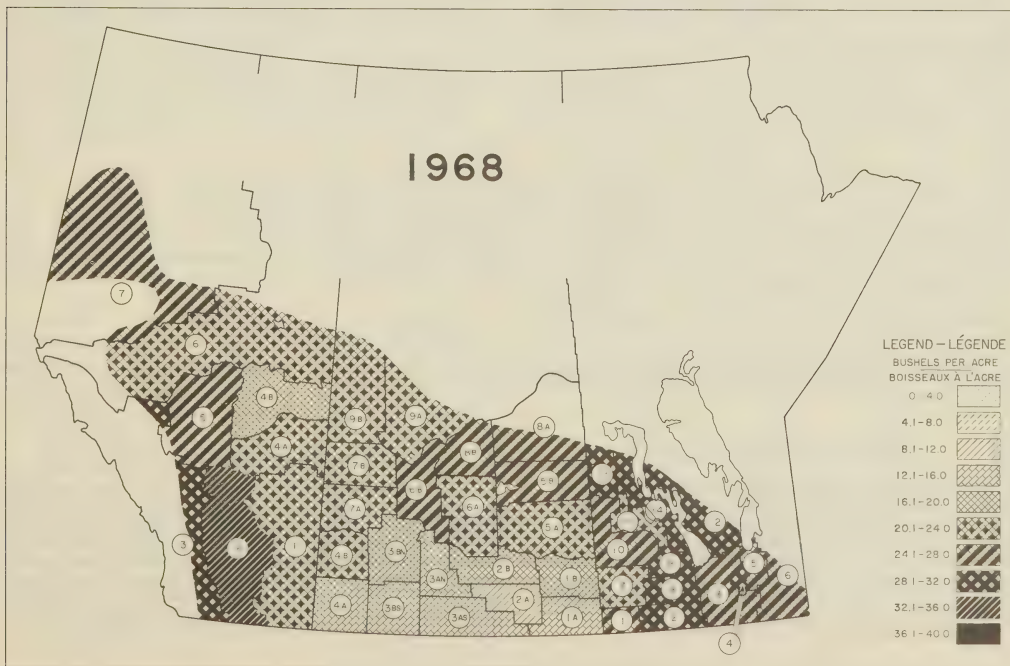 1968
7
6
4B
5
9B
9A
8A
8B
4A
7B
5B
6B
14
3
2
1
7A
6A
5A
4B
3BN
2B
10
5
6
3AN
1B
4A
3BS
2A
3AS
1A
1
2
4
LEGEND – LÉGENDE
BUSHELS PER ACRE
BOISSEAUX À L'ACRE
0 - 4.0
4.1 - 8.0
8.1 - 12.0
12.1 - 16.0
16.1 - 20.0
20.1 - 24.0
24.1 - 28.0
28.1 - 32.0
32.1 - 36.0
36.1 - 40.0